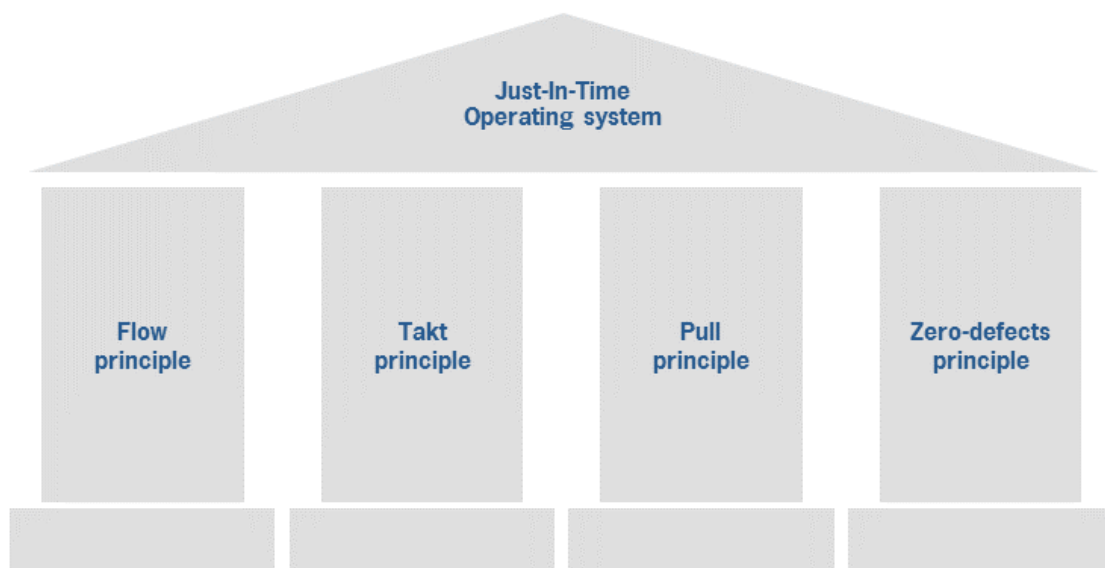 Just-In-Time
Operating system
Flow
principle
Takt
principle
Pull
principle
Zero-defects
principle